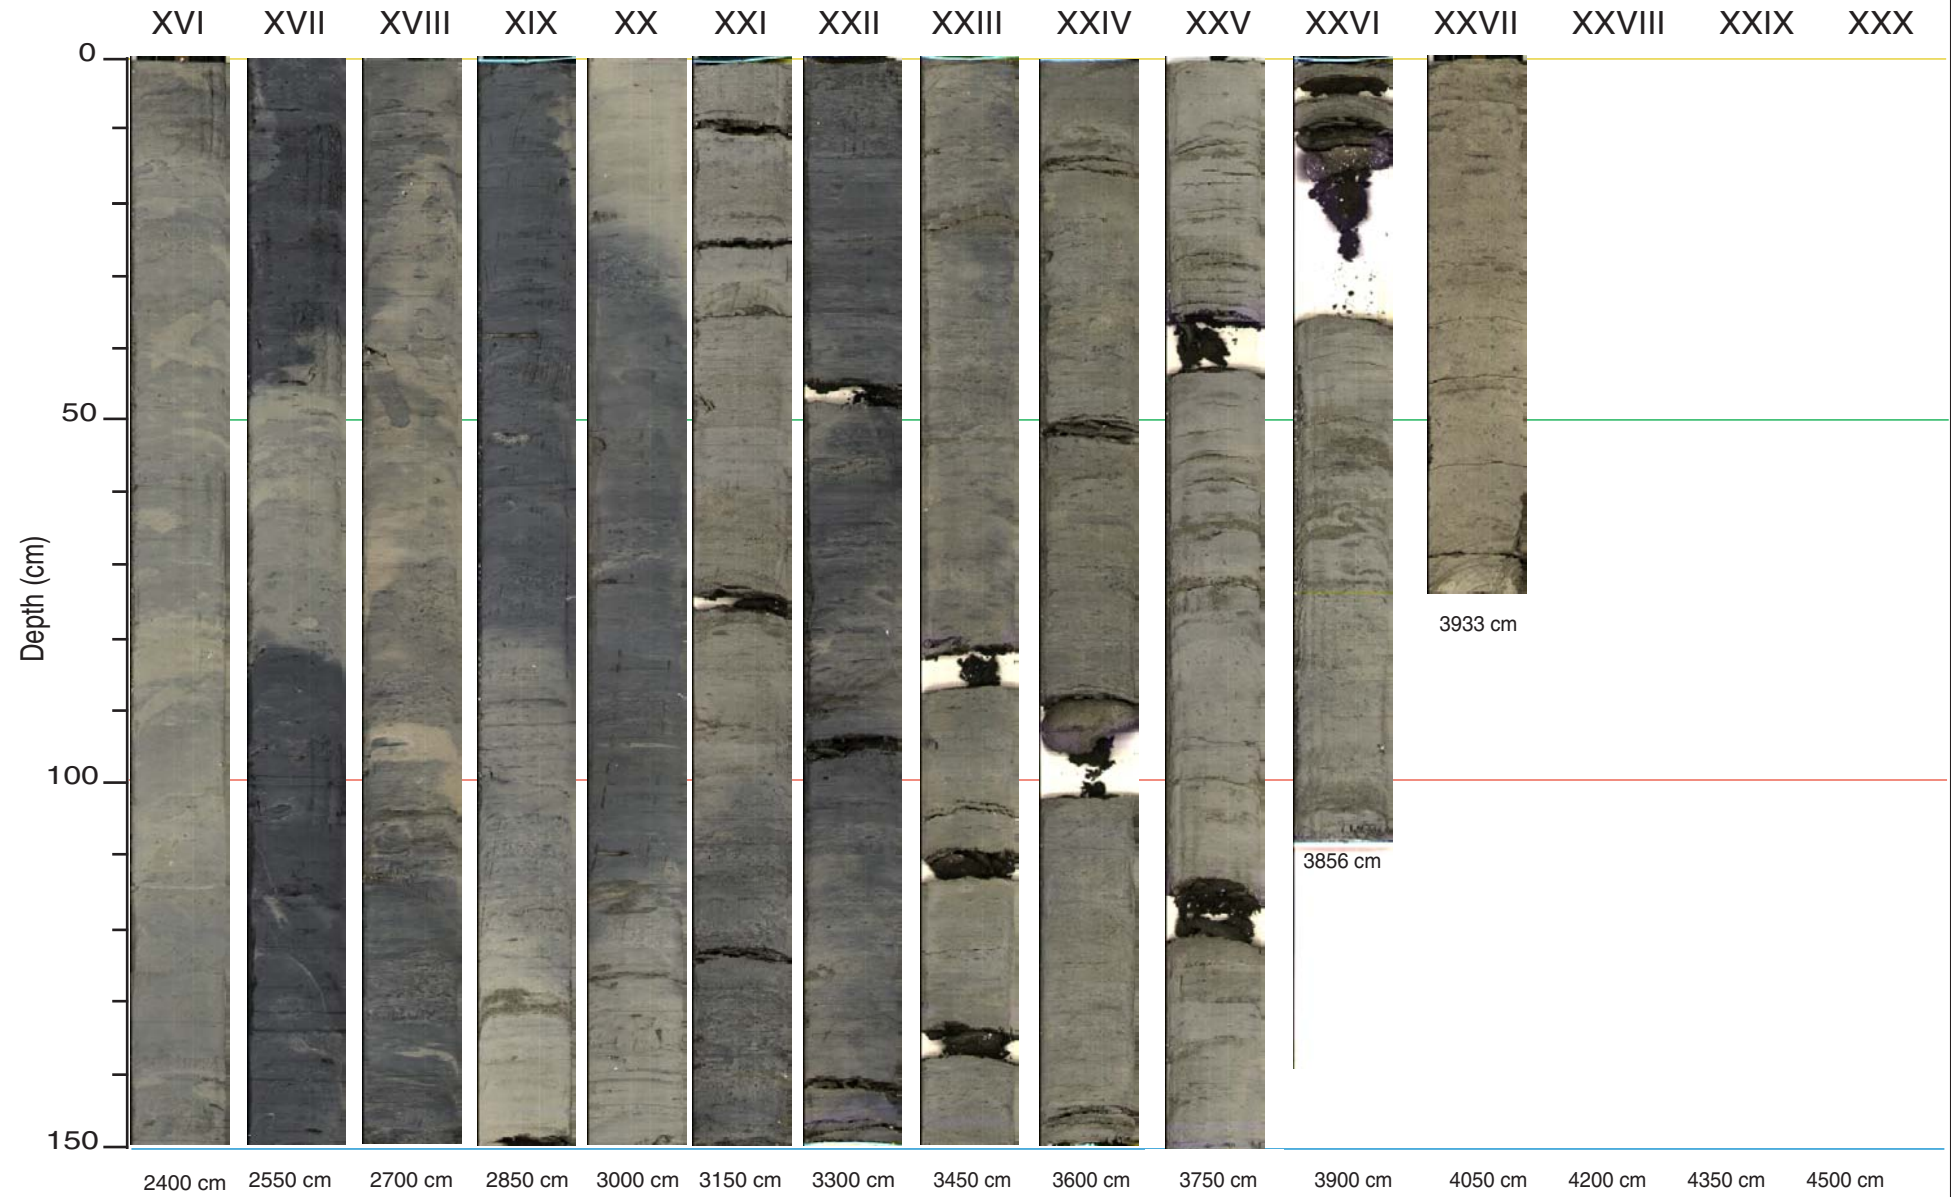 XVI XVII XVIII XIX XX XXI XXII XXIII XXIV XXV XXVI XXVII XXVIII XXIX XXX
0
50
Depth (cm)
3933 cm
100
3856 cm
150
2400 cm 2550 cm 2700 cm 2850 cm 3000 cm 3150 cm 3300 cm 3450 cm 3600 cm 3750 cm 3900 cm 4050 cm 4200 cm 4350 cm 4500 cm